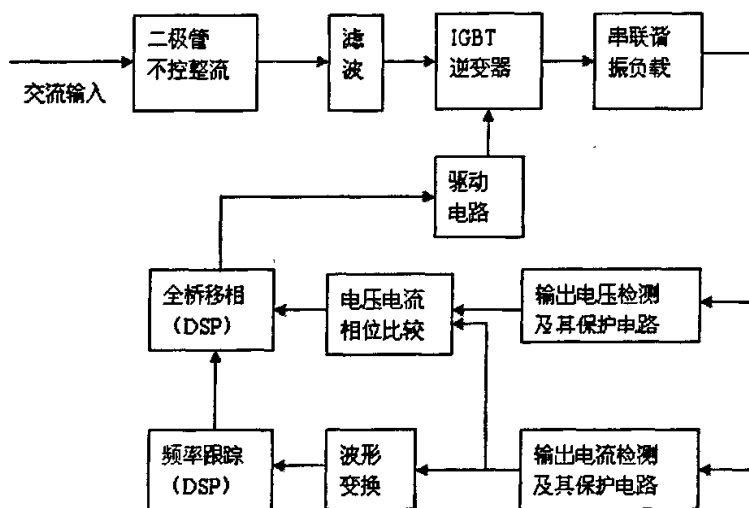 二极管
不控整流
滤
波
IGBT
逆变器
串联谐
振负载
交流输入
驱动
电路
全桥移相
(DSP)
电压电流
相位比较
输出电压检测
及其保护电路
频率跟踪
(DSP)
波形
变换
输出电流检测
及其保护电路